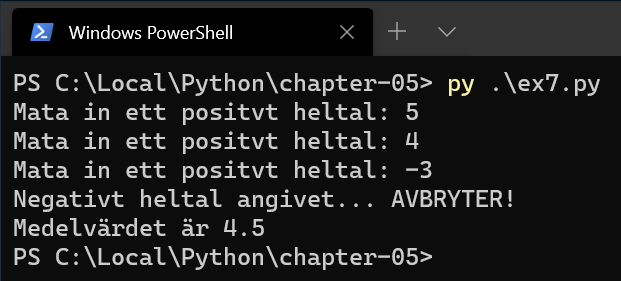 Windows PowerShell
PS C:\Local\Python\chapter-05> py .\ex7.py
Mata in ett positvt heltal: 5
Mata in ett positvt heltal: 4
Mata in ett positvt heltal: -3
Negativt heltal angivet... AVBRYTER!
Medelvärdet är 4.5
PS C:\Local\Python\chapter-05>